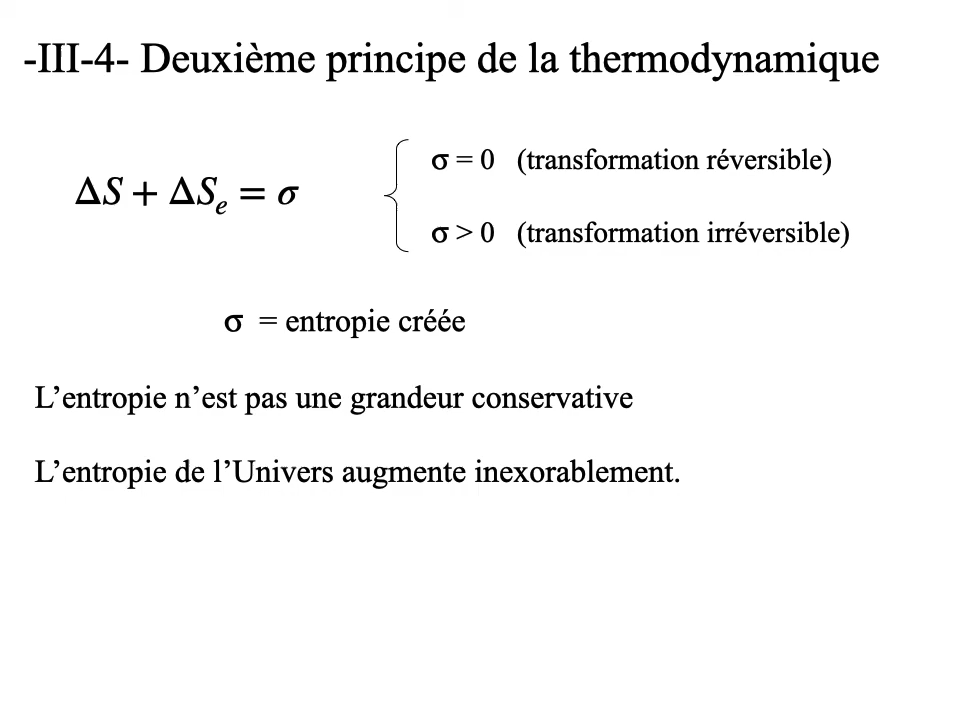 -III-4- Deuxième principe de la thermodynamique
σ = 0 (transformation réversible)
ΔS + ΔSₑ = σ
σ > 0 (transformation irréversible)
σ = entropie créée
L’entropie n’est pas une grandeur conservative
L’entropie de l’Univers augmente inexorablement.